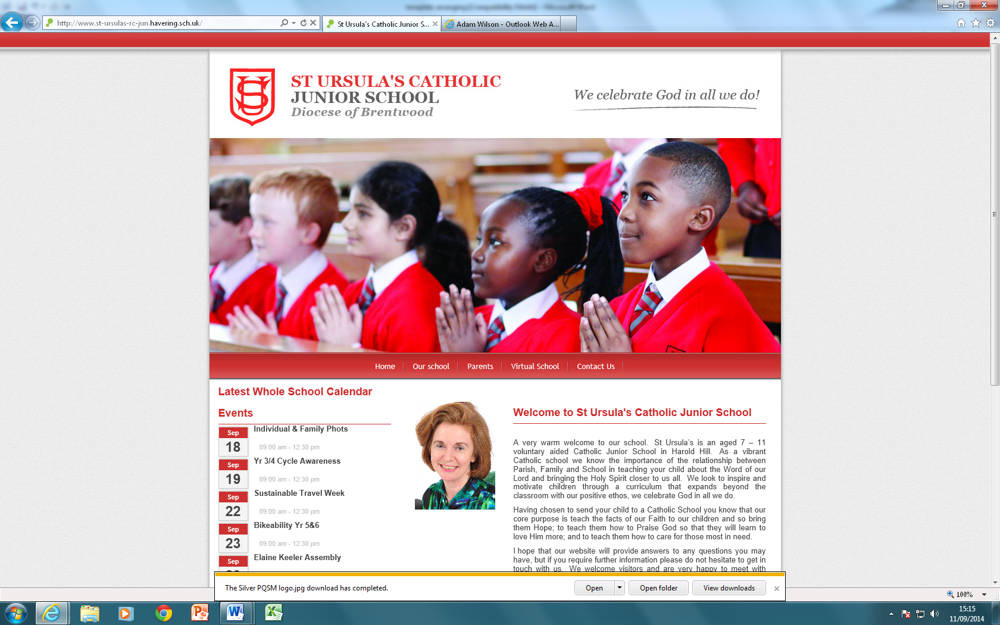 http://www.st-ursulas-rc-jun.havering.sch.uk/
St Ursula's Catholic Junior S...
Adam Wilson - Outlook Web A...
ST URSULA'S CATHOLIC
JUNIOR SCHOOL
Diocese of Brentwood
We celebrate God in all we do!
Home
Our school
Parents
Virtual School
Contact Us
Latest Whole School Calendar
Events
Sep
18
Individual & Family Phots
09:00 am - 12:30 pm
Sep
19
Yr 3/4 Cycle Awareness
09:00 am - 12:30 pm
Sep
22
Sustainable Travel Week
09:00 am - 12:30 pm
Sep
23
Bikeability Yr 5&6
09:00 am - 12:30 pm
Sep
Elaine Keeler Assembly
Welcome to St Ursula's Catholic Junior School
A very warm welcome to our school. St Ursula's is an aged 7 – 11
voluntary aided Catholic Junior School in Harold Hill. As a vibrant
Catholic school we know the importance of the relationship between
Parish, Family and School in teaching your child about the Word of our
Lord and bringing the Holy Spirit closer to us all. We look to inspire and
motivate children through a curriculum that expands beyond the
classroom with our positive ethos, we celebrate God in all we do.
Having chosen to send your child to a Catholic School you know that our
core purpose is teach the facts of our Faith to our children and so bring
them Hope; to teach them how to Praise God so that they will learn to
love Him more; and to teach them how to care for those most in need.
I hope that our website will provide answers to any questions you may
have, but if you require further information please do not hesitate to get in
touch with us. We welcome visitors and are very happy to meet with
The Silver PQSM logo.jpg download has completed.
Open
Open folder
View downloads
100%
15:15
11/09/2014